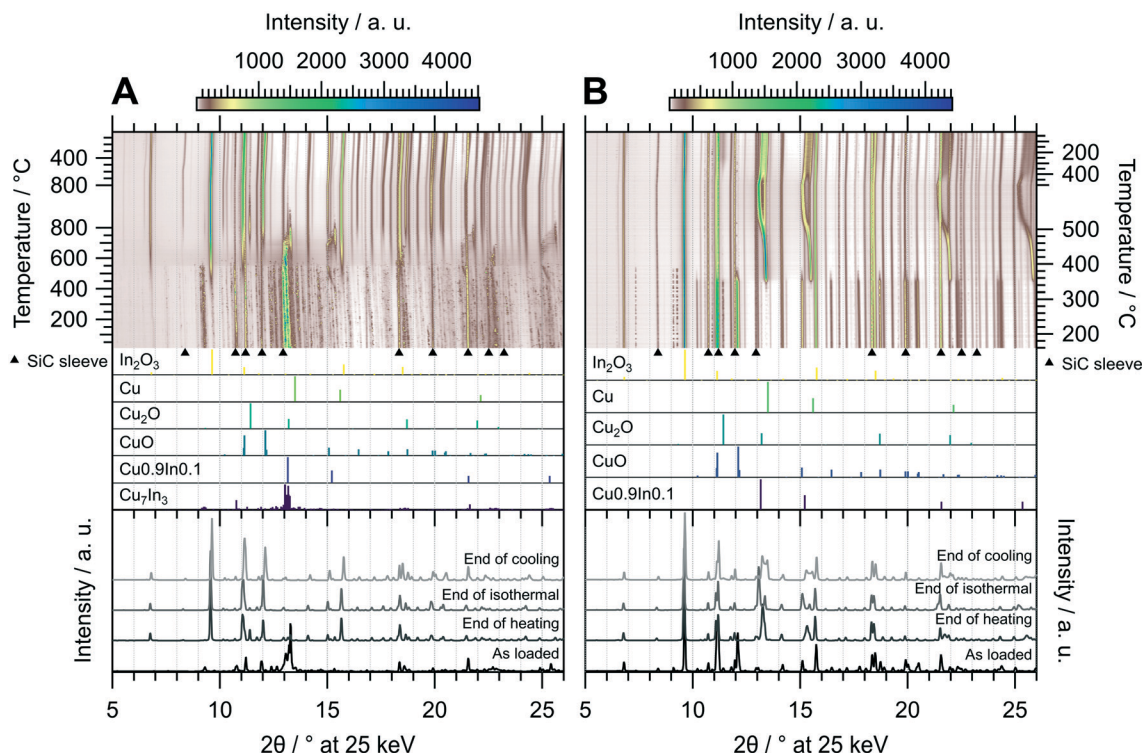 Intensity / a. u.
1000 2000 3000 4000
A
Temperature / °C
400
800
800
600
400
200
▲ SiC sleeve
In2O3
Cu
Cu2O
CuO
Cu0.9In0.1
Cu7In3
Intensity / a. u.
End of cooling
End of isothermal
End of heating
As loaded
5 10 15 20 25
2θ / ° at 25 keV
Intensity / a. u.
1000 2000 3000 4000
B
200
400
500
400
300
200
Temperature / °C
▲ SiC sleeve
In2O3
Cu
Cu2O
CuO
Cu0.9In0.1
End of cooling
End of isothermal
End of heating
As loaded
Intensity / a. u.
5 10 15 20 25
2θ / ° at 25 keV